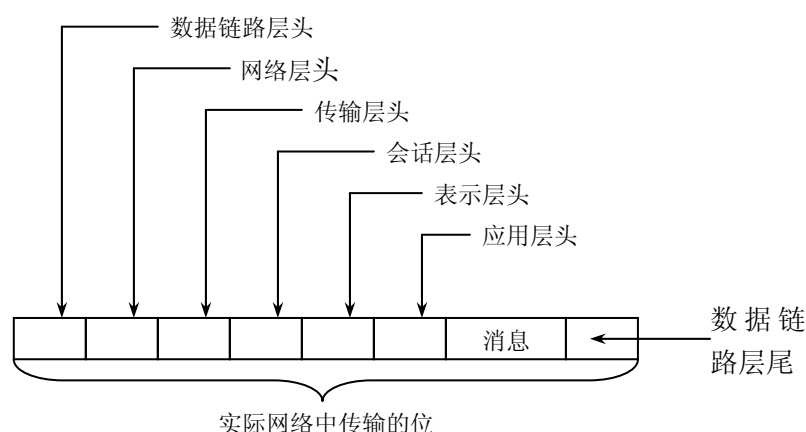 数据链路层头
网络层头
传输层头
会话层头
表示层头
应用层头
消息
数据链
路层尾
实际网络中传输的位